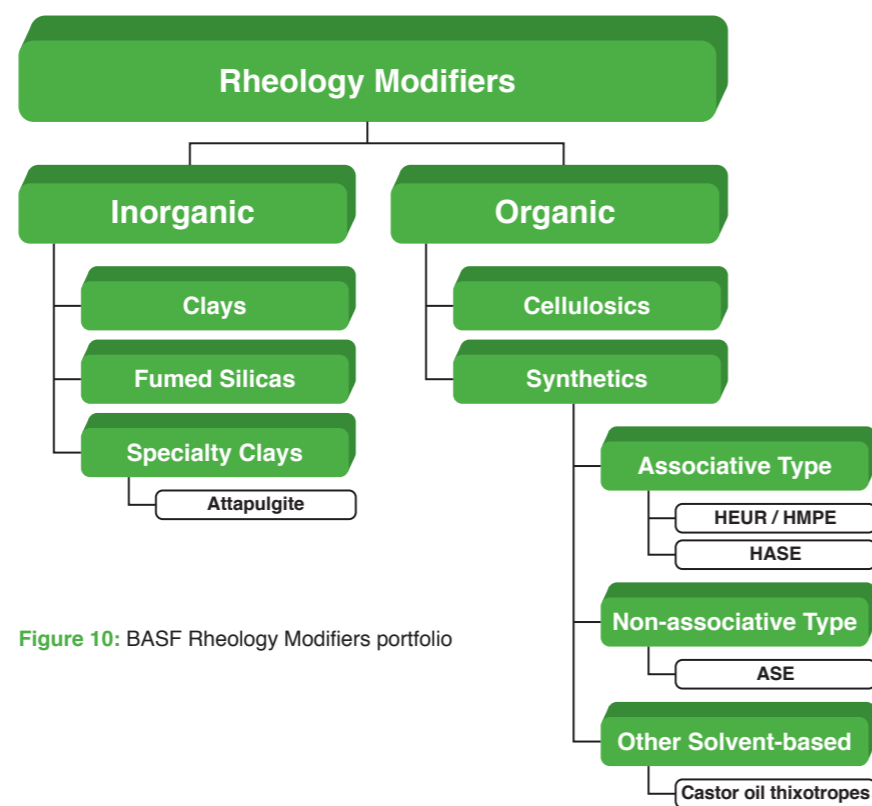 Rheology Modifiers
Inorganic
Organic
Clays
Fumed Silicas
Specialty Clays
Attapulgite
Cellulosics
Synthetics
Associative Type
HEUR / HMPE
HASE
Non-associative Type
ASE
Other Solvent-based
Castor oil thixotropes
Figure 10: BASF Rheology Modifiers portfolio